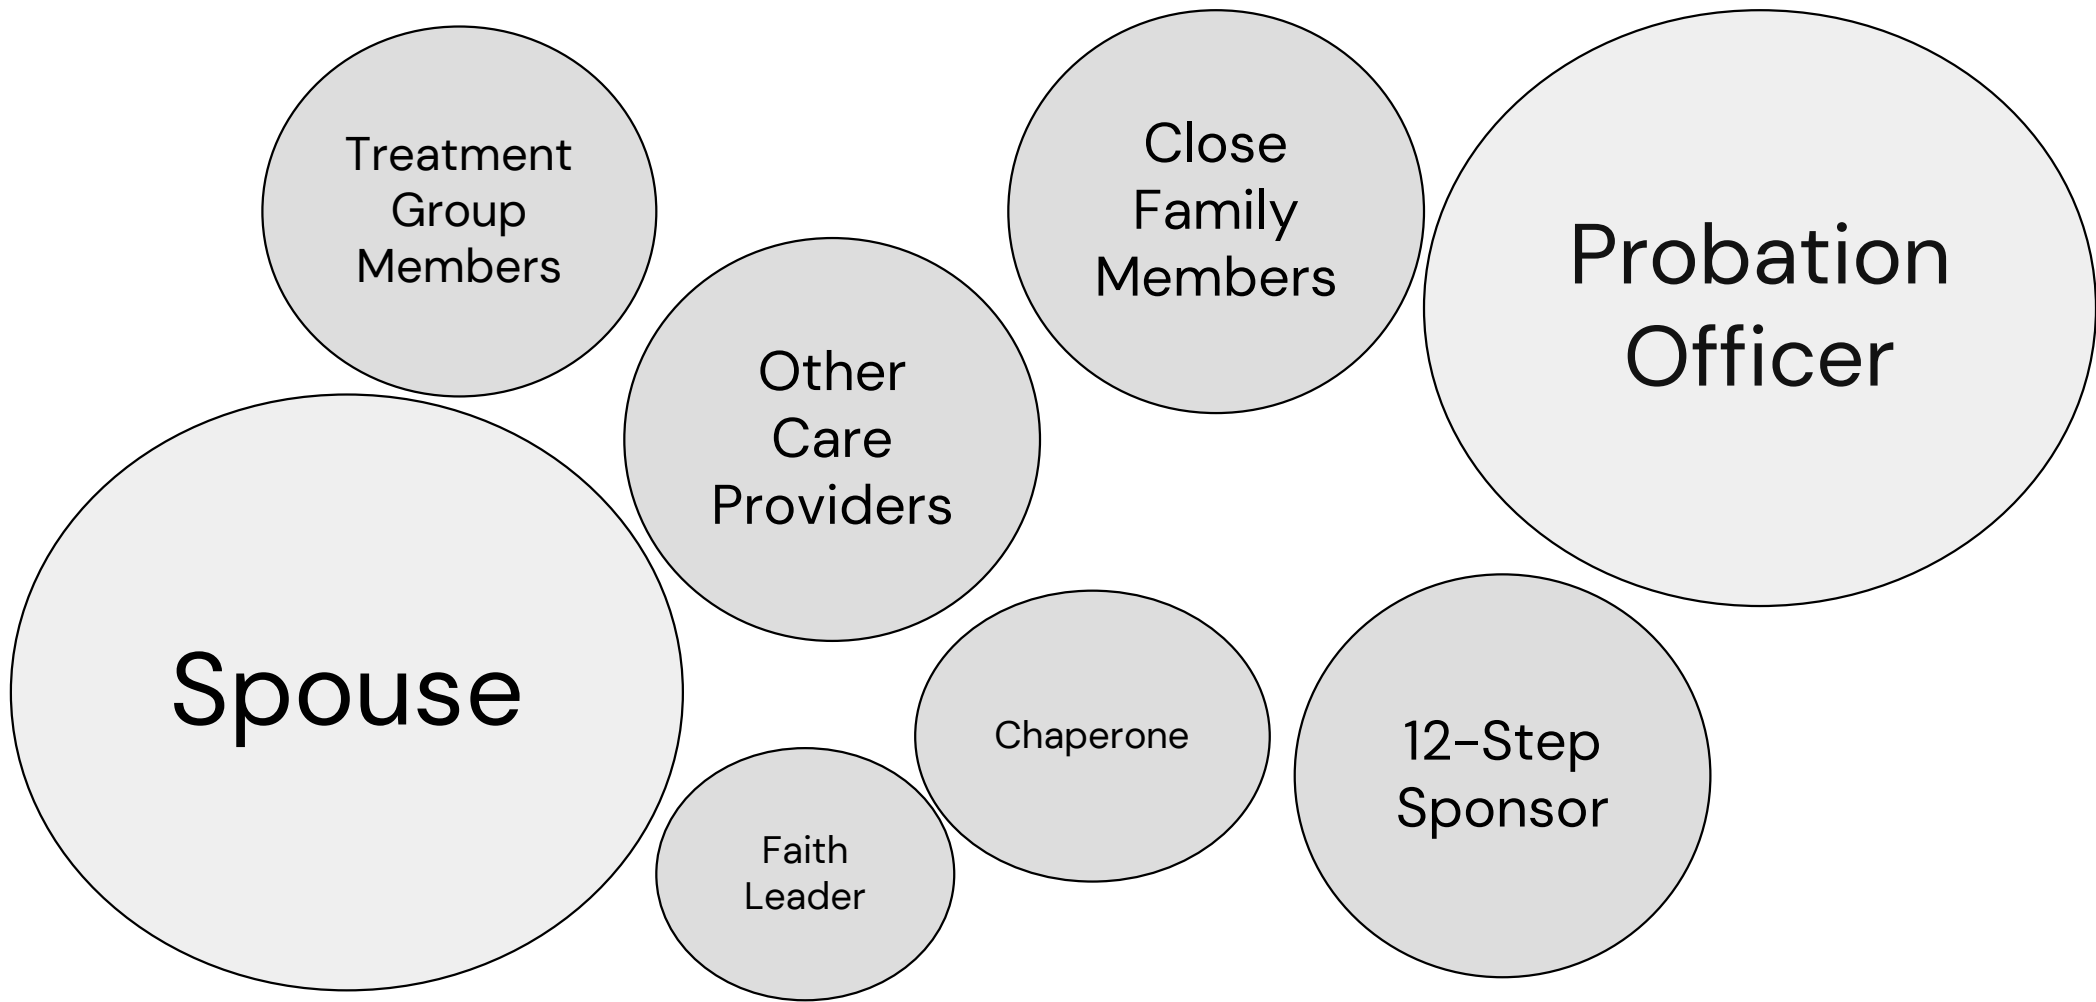 Treatment
Group
Members
Close
Family
Members
Probation
Officer
Other
Care
Providers
Spouse
Chaperone
12-Step
Sponsor
Faith
Leader